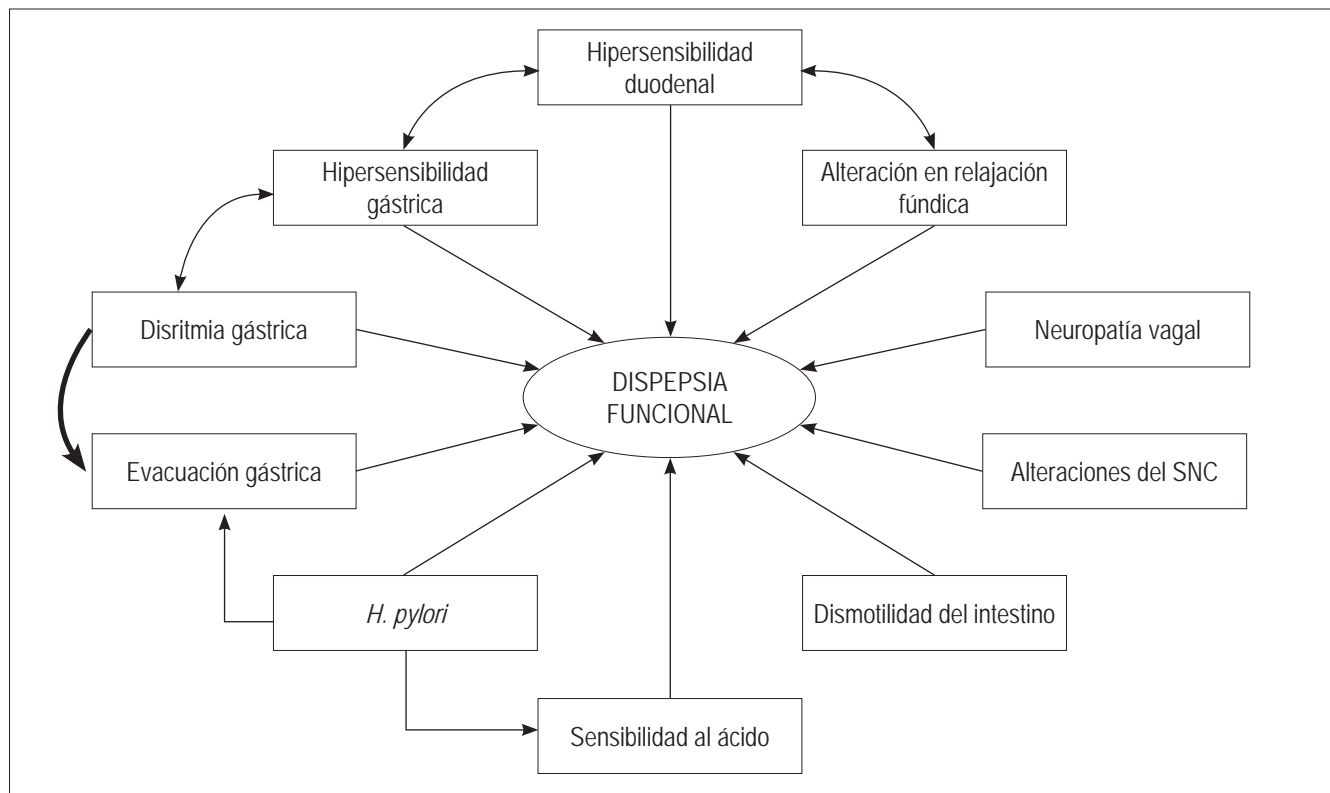 Hipersensibilidad
duodenal
Hipersensibilidad
gástrica
Alteración en relajación
fúndica
Disritmia gástrica
Neuropatía vagal
DISPEPSIA
FUNCIONAL
Evacuación gástrica
Alteraciones del SNC
H. pylori
Dismotilidad del intestino
Sensibilidad al ácido